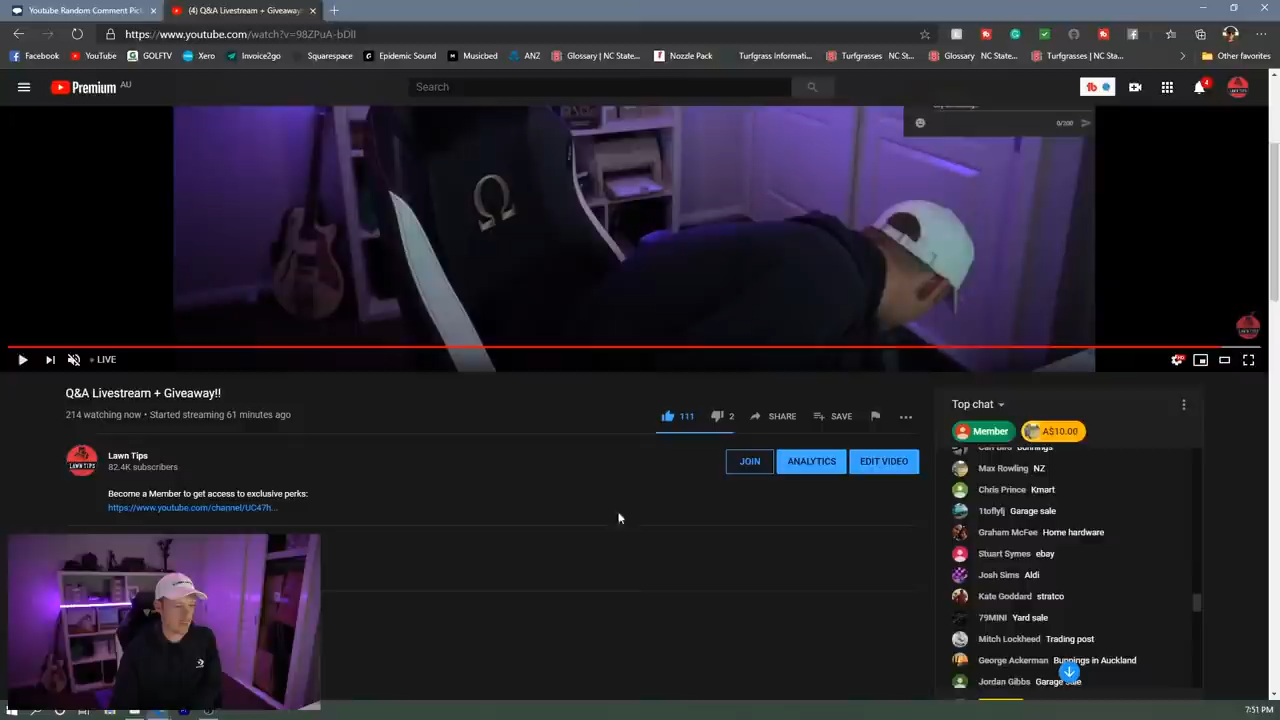 Youtube Random Comment Pic
(4) Q&A Livestream + Giveaway
https://www.youtube.com/watch?v=98ZPuA-bDlI
Facebook
YouTube
GOLFTV
Xero
Invoice2go
Squarespace
Epidemic Sound
Musicbed
ANZ
Glossary | NC State...
Nozzle Pack
Turfgrass informati...
Turfgrasses | NC St...
Glossary | NC State...
Turfgrasses | NC Sta...
Other favorites
Premium AU
Search
4
0/200
LIVE
Q&A Livestream + Giveaway!!
214 watching now • Started streaming 61 minutes ago
111
2
SHARE
SAVE
LAWN TIPS
Lawn Tips
82.4K subscribers
JOIN
ANALYTICS
EDIT VIDEO
Become a Member to get access to exclusive perks:
https://www.youtube.com/channel/UC47h...
Top chat
Member
A$10.00
Max Rowling NZ
Chris Prince Kmart
1toflylj Garage sale
Graham McFee Home hardware
Stuart Symes ebay
Josh Sims Aldi
Kate Goddard stratco
79MINI Yard sale
Mitch Lockheed Trading post
George Ackerman Bunnings in Auckland
Jordan Gibbs Garage sale
7:51 PM